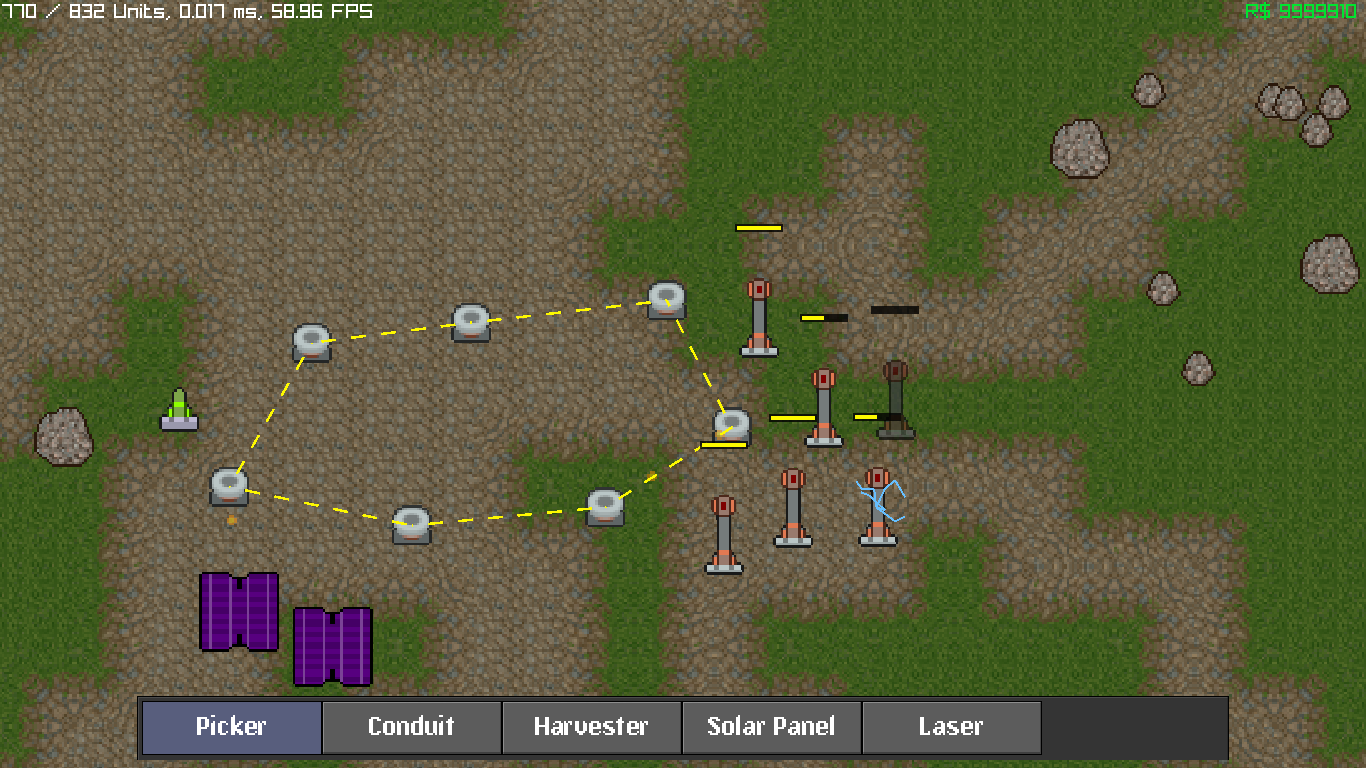 770 / 832 Units, 0.017 ms, 58.96 FPS
R$ 9999910
Picker
Conduit
Harvester
Solar Panel
Laser